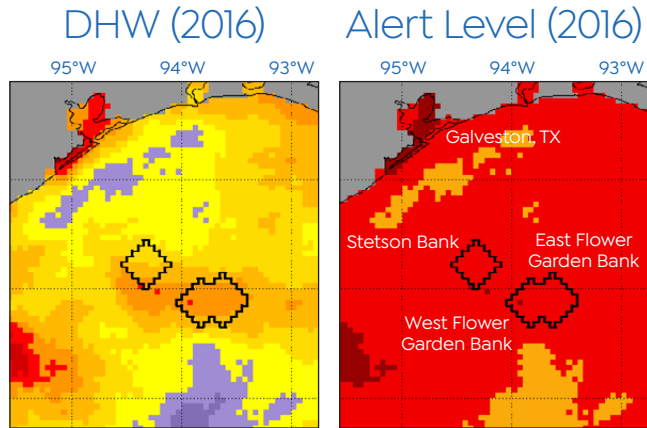 DHW (2016)
Alert Level (2016)
95°W
94°W
93°W
95°W
94°W
93°W
Galveston, TX
Stetson Bank
East Flower
Garden Bank
West Flower
Garden Bank